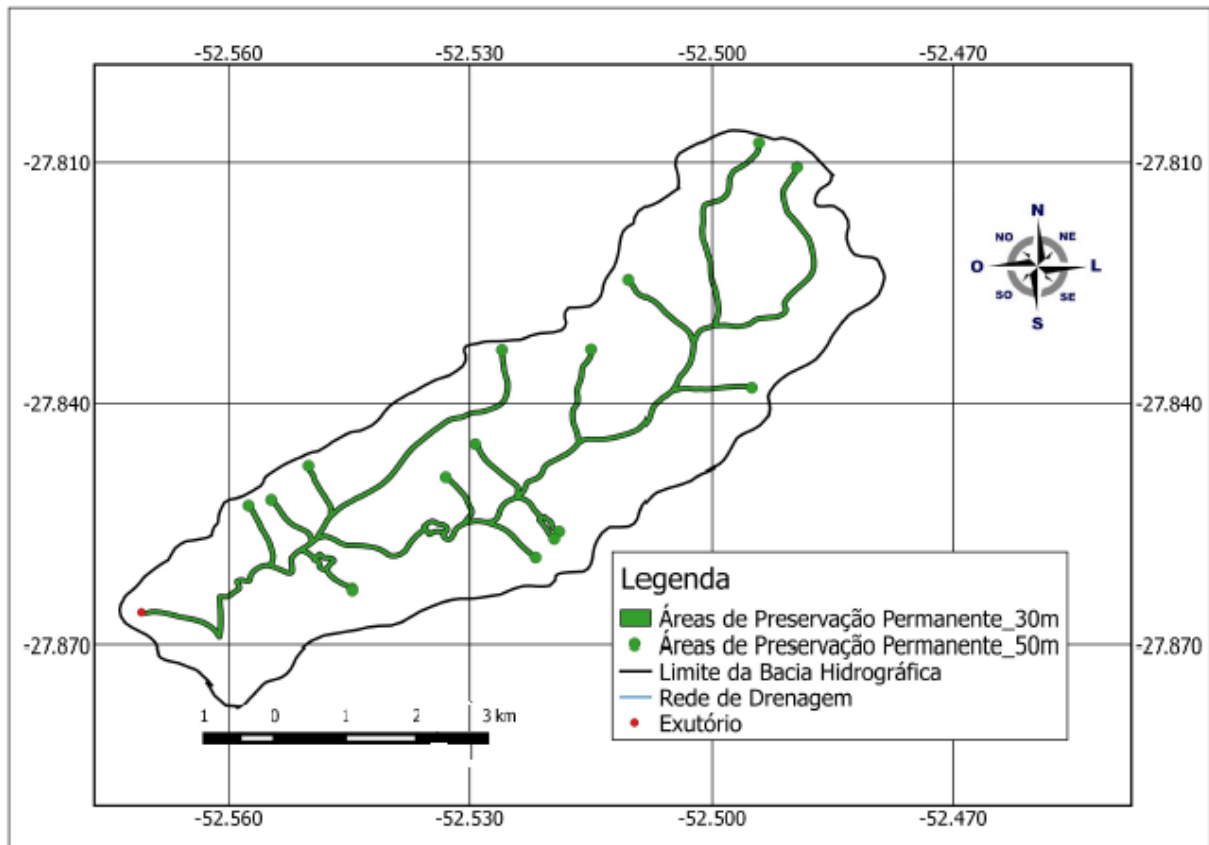 -52.560 -52.530 -52.500 -52.470
-27.810 -27.810
N
NO NE
O L
SO SE
S
-27.840 -27.840
Legenda
Áreas de Preservação Permanente_30m
Áreas de Preservação Permanente_50m
-27.870 -27.870
Limite da Bacia Hidrográfica
Rede de Drenagem
Exutório
1 0 1 2 3 km
-52.560 -52.530 -52.500 -52.470